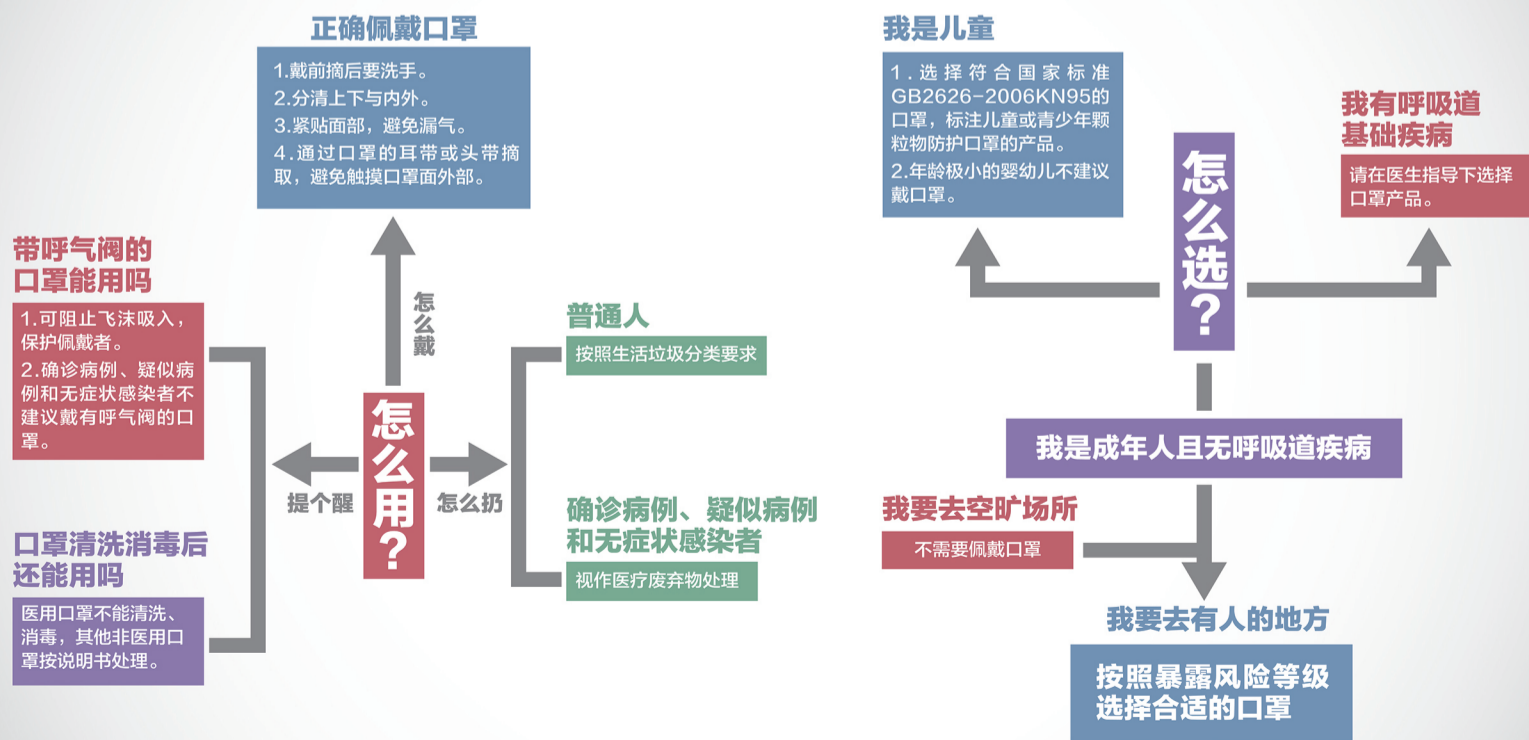 正确佩戴口罩
1.戴前摘后要洗手。
2.分清上下与内外。
3.紧贴面部，避免漏气。
4.通过口罩的耳带或头带摘
取，避免触摸口罩面外部。
带呼气阀的
口罩能用吗
1.可阻止飞沫吸入，
保护佩戴者。
2.确诊病例、疑似病
例和无症状感染者不
建议戴有呼气阀的口
罩。
怎么戴
普通人
按照生活垃圾分类要求
怎么用？
提个醒
怎么扔
确诊病例、疑似病例
和无症状感染者
视作医疗废弃物处理
口罩清洗消毒后
还能用吗
医用口罩不能清洗、
消毒，其他非医用口
罩按说明书处理。
我是儿童
1.选择符合国家标准
GB2626-2006KN95的
口罩，标注儿童或青少年颗
粒物防护口罩的产品。
2.年龄极小的婴幼儿不建议
戴口罩。
怎么选？
我有呼吸道
基础疾病
请在医生指导下选择
口罩产品。
我是成年人且无呼吸道疾病
我要去空旷场所
不需要佩戴口罩
我要去有人的地方
按照暴露风险等级
选择合适的口罩